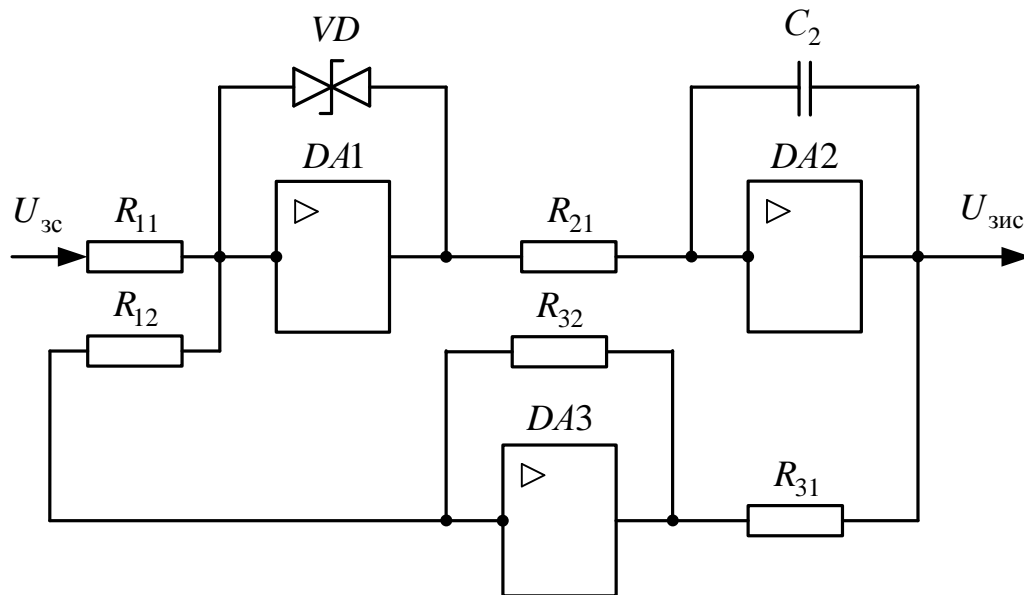 VD
C₂
DA1
DA2
Uзс
R₁₁
R₂₁
Uзис
R₁₂
R₃₂
DA3
R₃₁